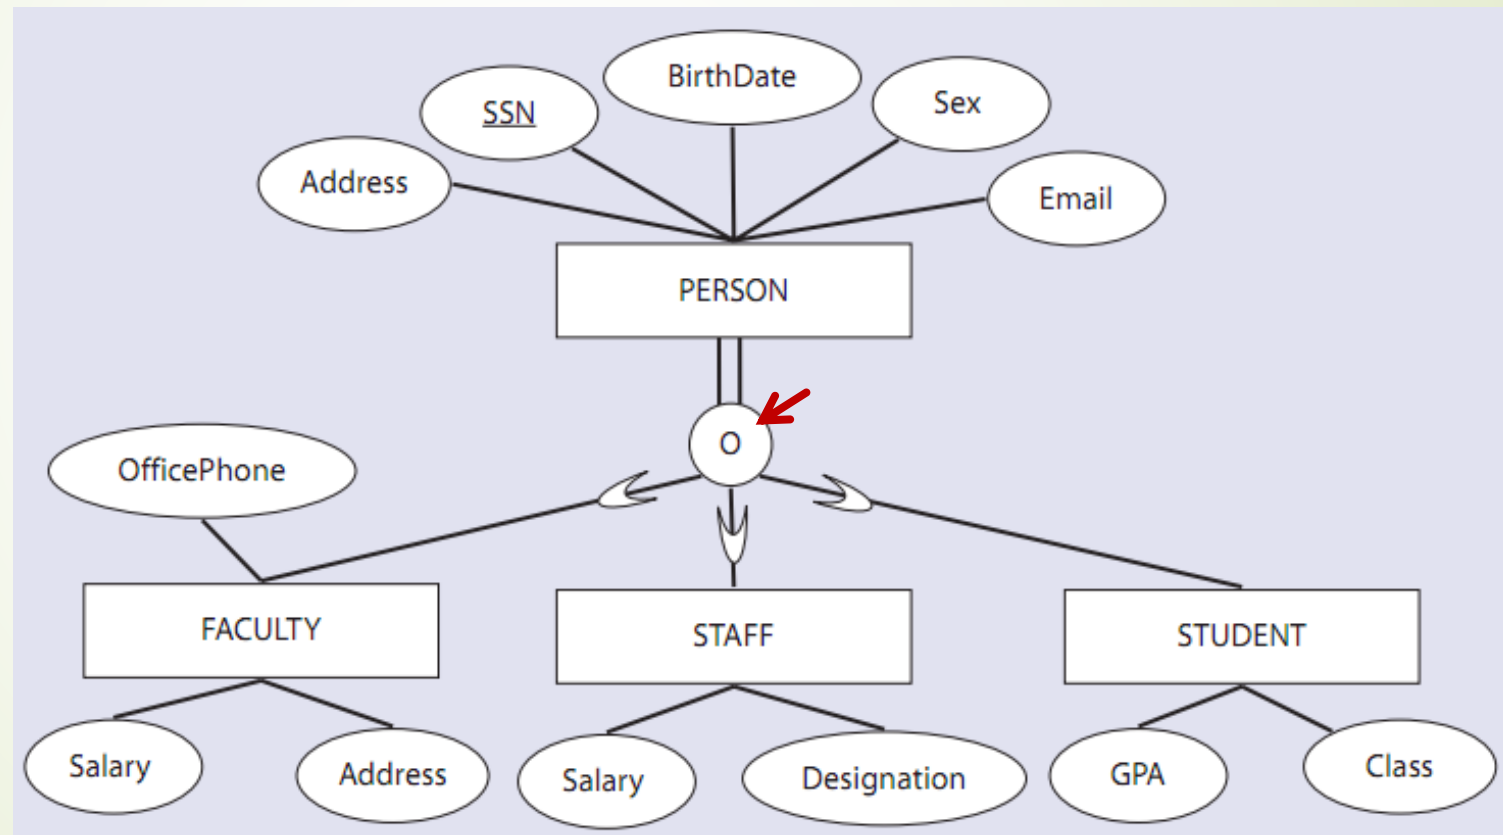 BirthDate
SSN
Sex
Address
Email
PERSON
O
OfficePhone
FACULTY
STAFF
STUDENT
Salary
Address
Salary
Designation
GPA
Class